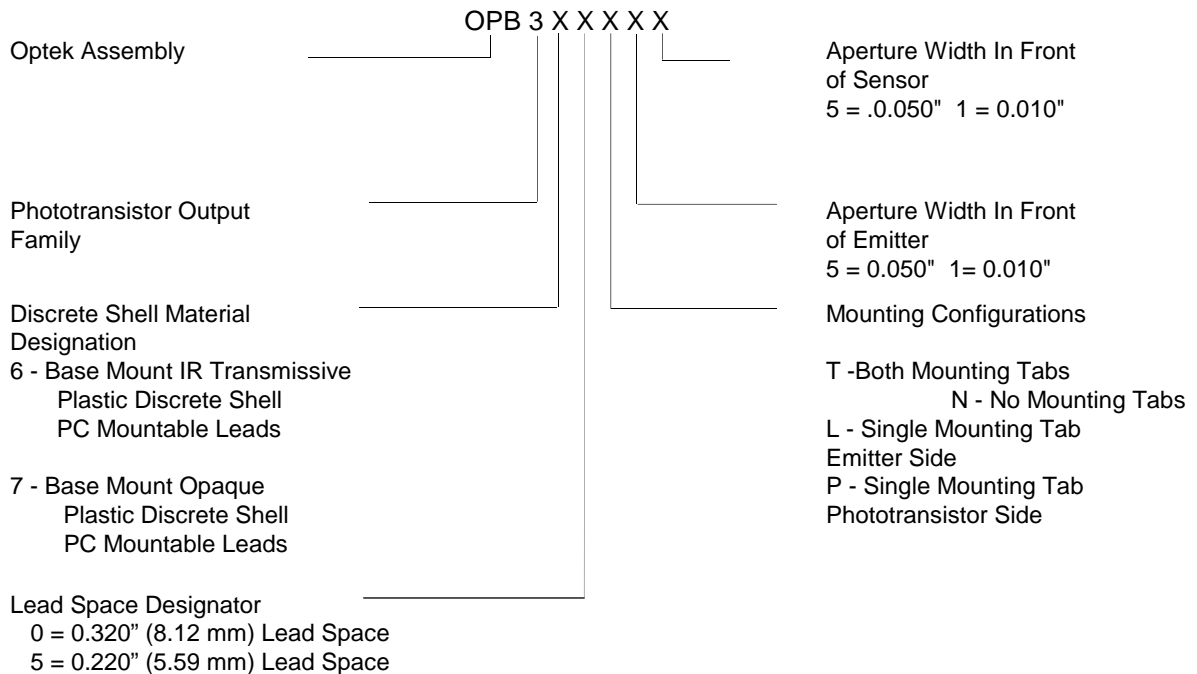 OPB 3 X X X X X
Optek Assembly
Aperture Width In Front
of Sensor
5 = .0.050" 1 = 0.010"
Phototransistor Output
Family
Aperture Width In Front
of Emitter
5 = 0.050" 1= 0.010"
Discrete Shell Material
Designation
6 - Base Mount IR Transmissive
Plastic Discrete Shell
PC Mountable Leads
7 - Base Mount Opaque
Plastic Discrete Shell
PC Mountable Leads
Mounting Configurations
T -Both Mounting Tabs
N - No Mounting Tabs
L - Single Mounting Tab
Emitter Side
P - Single Mounting Tab
Phototransistor Side
Lead Space Designator
0 = 0.320” (8.12 mm) Lead Space
5 = 0.220” (5.59 mm) Lead Space